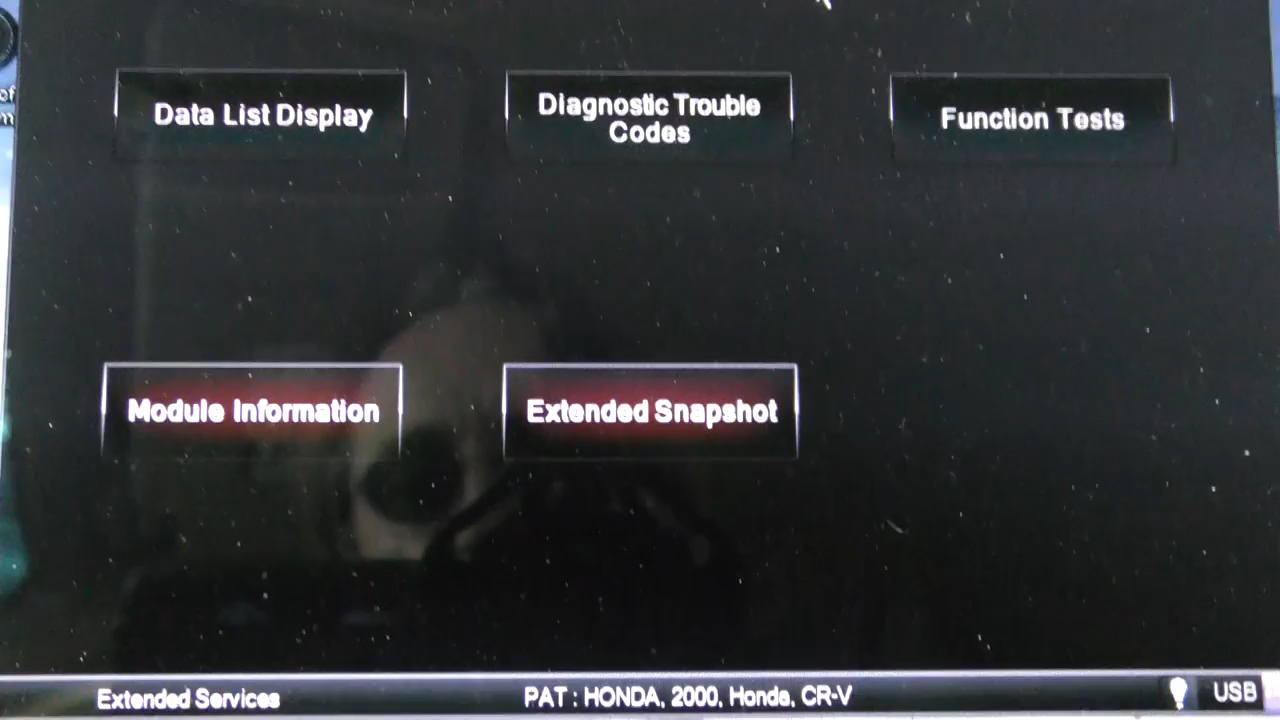 Data List Display
Diagnostic Trouble
Codes
Function Tests
Module Information
Extended Snapshot
Extended Services
PAT : HONDA, 2000, Honda, CR-V
USB